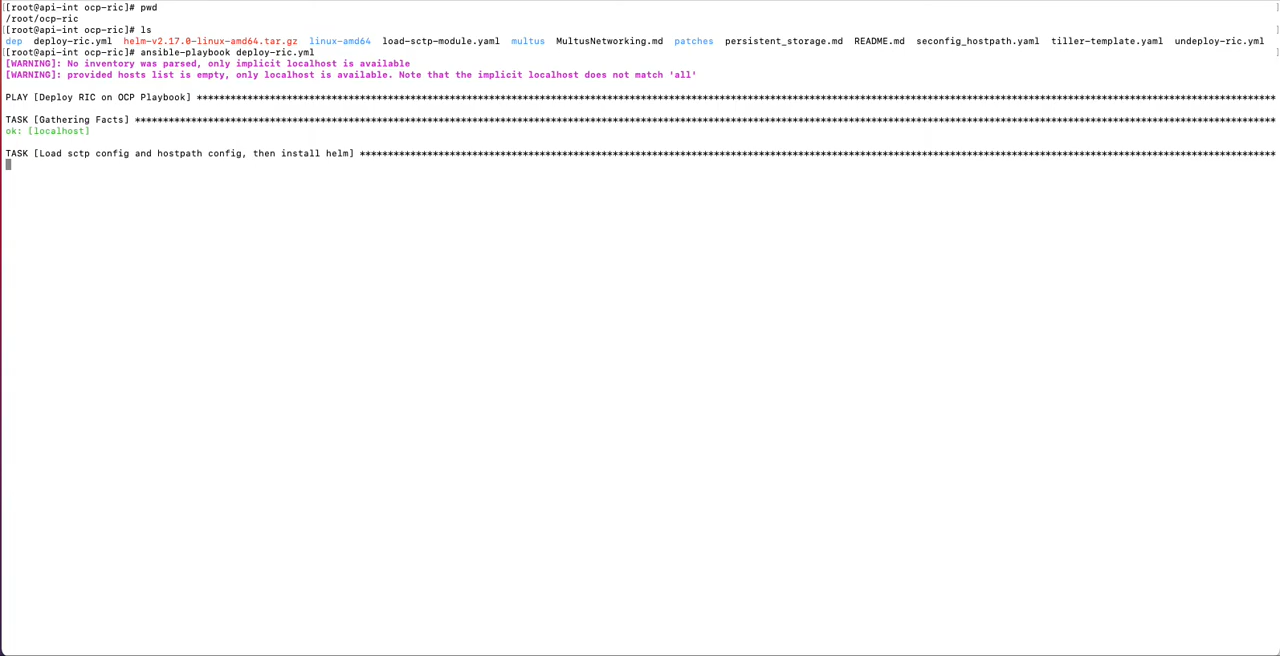 [[root@api-int ocp-ric]# pwd ]
/root/ocp-ric
[[root@api-int ocp-ric]# ls ]
dep deploy-ric.yml helm-v2.17.0-linux-amd64.tar.gz linux-amd64 load-sctp-module.yaml multus MultusNetworking.md patches persistent_storage.md README.md seconfig_hostpath.yaml tiller-template.yaml undeploy-ric.yml
[[root@api-int ocp-ric]# ansible-playbook deploy-ric.yml ]
[WARNING]: No inventory was parsed, only implicit localhost is available
[WARNING]: provided hosts list is empty, only localhost is available. Note that the implicit localhost does not match 'all'
PLAY [Deploy RIC on OCP Playbook] ************************************************************************************************************************************************************************************************
TASK [Gathering Facts] ***********************************************************************************************************************************************************************************************************
ok: [localhost]
TASK [Load sctp config and hostpath config, then install helm] *******************************************************************************************************************************************************************